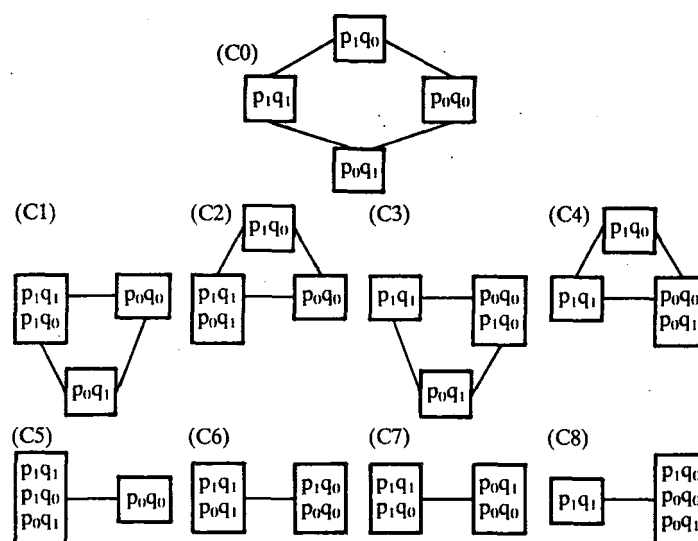 (C0)
p₁q₀
p₁q₁
p₀q₀
p₀q₁
(C1)
(C2)
(C3)
(C4)
p₁q₀
p₁q₀
p₁q₁
p₁q₀
p₀q₀
p₁q₁
p₀q₁
p₀q₀
p₁q₁
p₀q₀
p₁q₀
p₁q₁
p₀q₀
p₀q₁
p₀q₁
p₀q₁
(C5)
(C6)
(C7)
(C8)
p₁q₁
p₁q₀
p₀q₁
p₀q₀
p₁q₁
p₀q₁
p₁q₀
p₀q₀
p₁q₁
p₁q₀
p₀q₁
p₀q₀
p₁q₁
p₁q₀
p₀q₀
p₀q₁